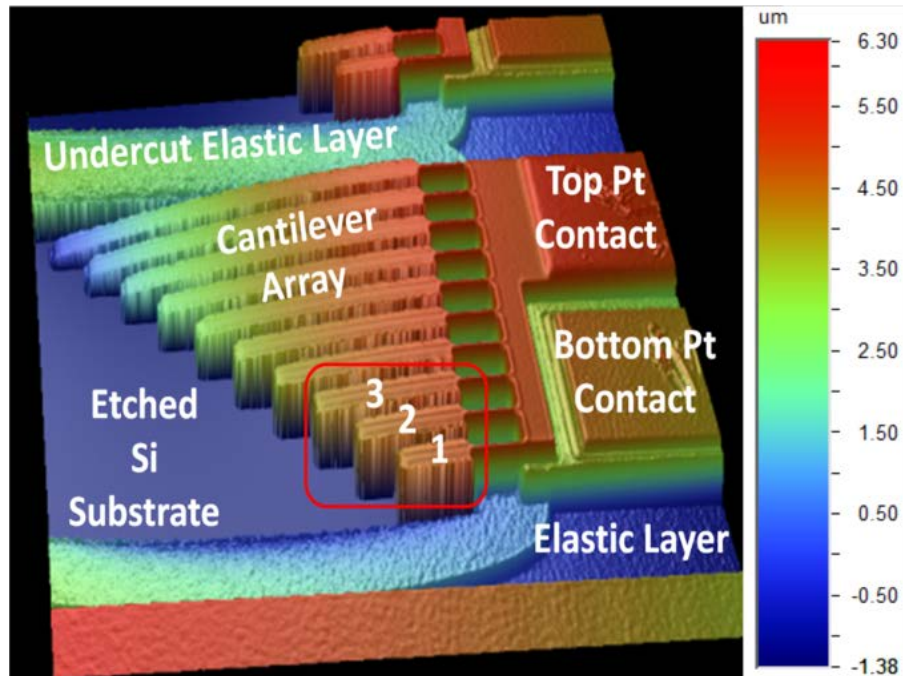 um
6.30
5.50
4.50
3.50
2.50
1.50
0.50
-0.50
-1.38
Undercut Elastic Layer
Top Pt
Contact
Cantilever
Array
Bottom Pt
Contact
3
2
1
Etched
Si
Substrate
Elastic Layer